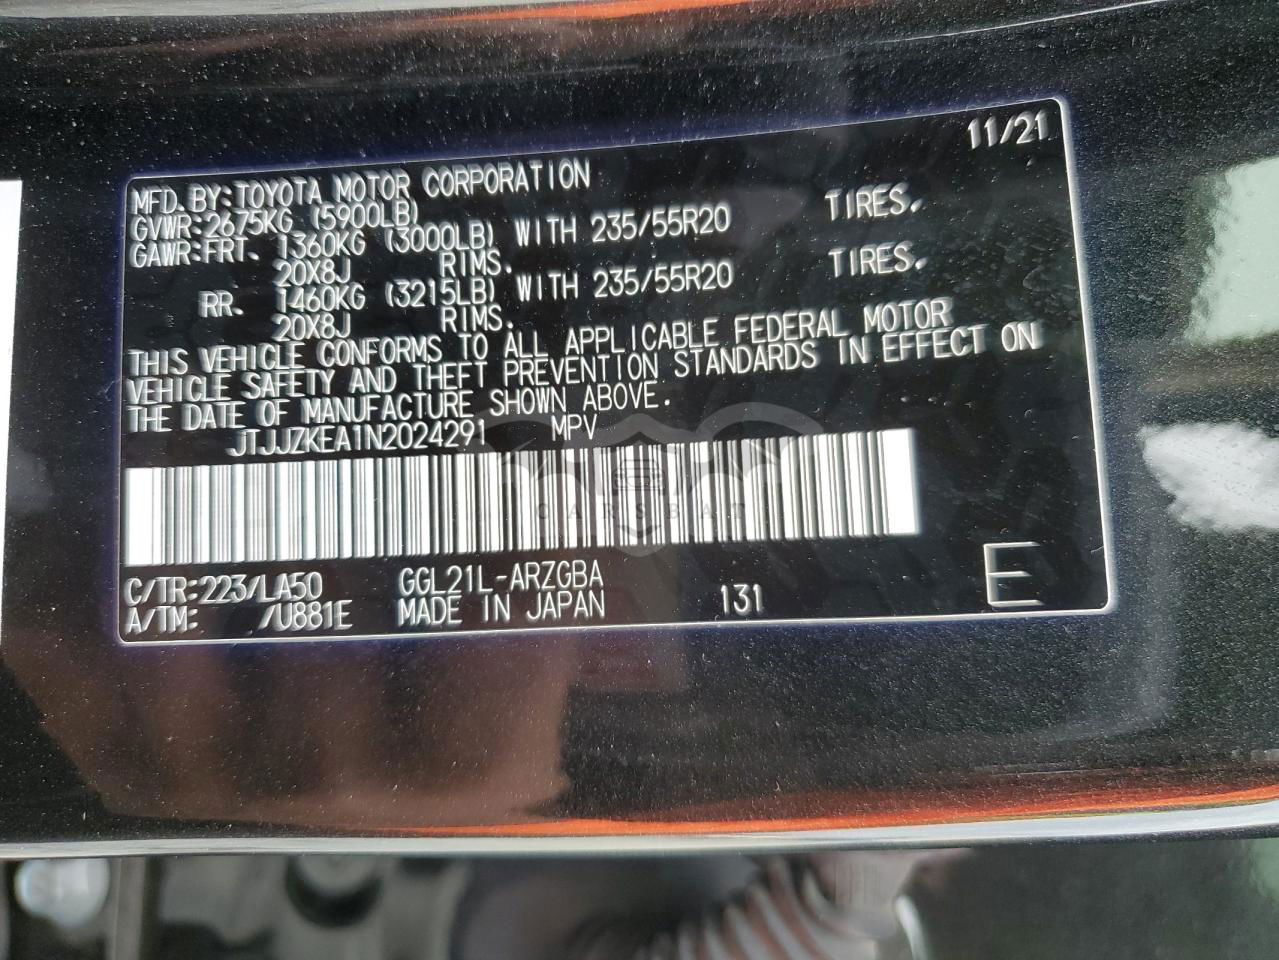 11/21
MFD. BY: TOYOTA MOTOR CORPORATION
GVWR: 2675KG (5900LB)
GAWR: FRT. 1360KG (3000LB) WITH 235/55R20 TIRES.
20X8J RIMS.
RR. 1460KG (3215LB) WITH 235/55R20 TIRES.
20X8J RIMS.
THIS VEHICLE CONFORMS TO ALL APPLICABLE FEDERAL MOTOR
VEHICLE SAFETY AND THEFT PREVENTION STANDARDS IN EFFECT ON
THE DATE OF MANUFACTURE SHOWN ABOVE.
JTJJZKEA1N2024291 MPV
CARSBAT
C/TR: 223/LA50 GGL21L-ARZGBA
A/TM: /U881E MADE IN JAPAN 131 E